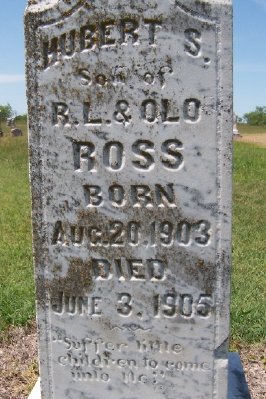 HUBERT S.
Son of
R.L. & OLO
ROSS
BORN
AUG. 20, 1903
DIED
JUNE 3, 1905
"Suffer little
children to come
unto Me".